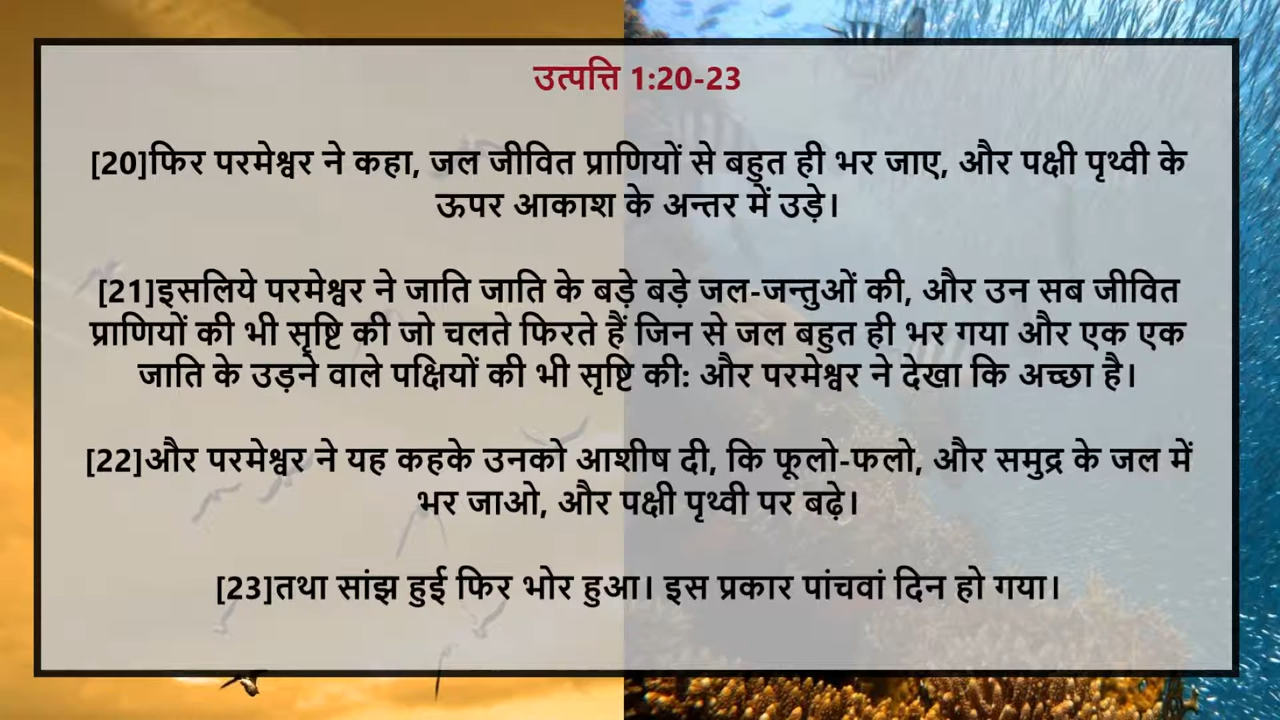 उत्पत्ति 1:20-23
[20]फिर परमेश्वर ने कहा, जल जीवित प्राणियों से बहुत ही भर जाए, और पक्षी पृथ्वी के
ऊपर आकाश के अन्तर में उड़े।
[21]इसलिये परमेश्वर ने जाति जाति के बड़े बड़े जल-जन्तुओं की, और उन सब जीवित
प्राणियों की भी सृष्टि की जो चलते फिरते हैं जिन से जल बहुत ही भर गया और एक एक
जाति के उड़ने वाले पक्षियों की भी सृष्टि की: और परमेश्वर ने देखा कि अच्छा है।
[22]और परमेश्वर ने यह कहके उनको आशीष दी, कि फूलो-फलो, और समुद्र के जल में
भर जाओ, और पक्षी पृथ्वी पर बढ़े।
[23]तथा सांझ हुई फिर भोर हुआ। इस प्रकार पांचवां दिन हो गया।